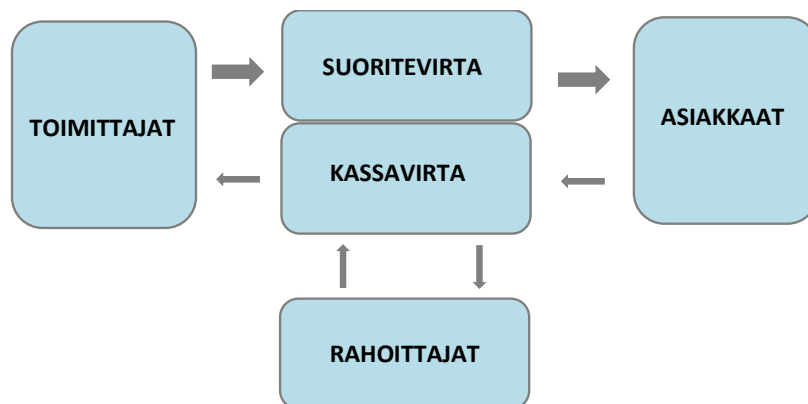 SUORITEVIRTA
TOIMITTAJAT
ASIAKKAAT
KASSAVIRTA
RAHOITTAJAT